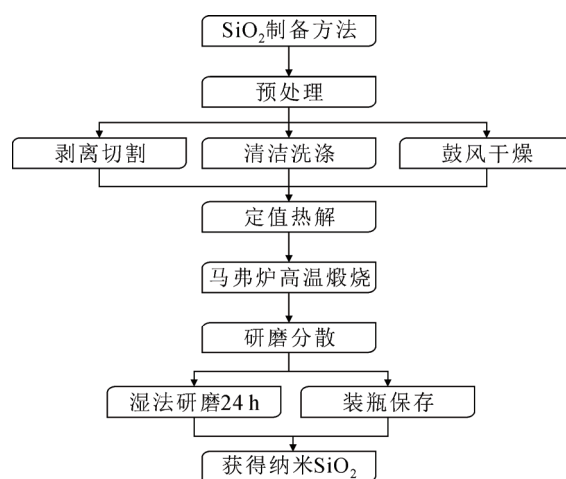 SiO₂制备方法
预处理
剥离切割
清洁洗涤
鼓风干燥
定值热解
马弗炉高温煅烧
研磨分散
湿法研磨24 h
装瓶保存
获得纳米SiO₂